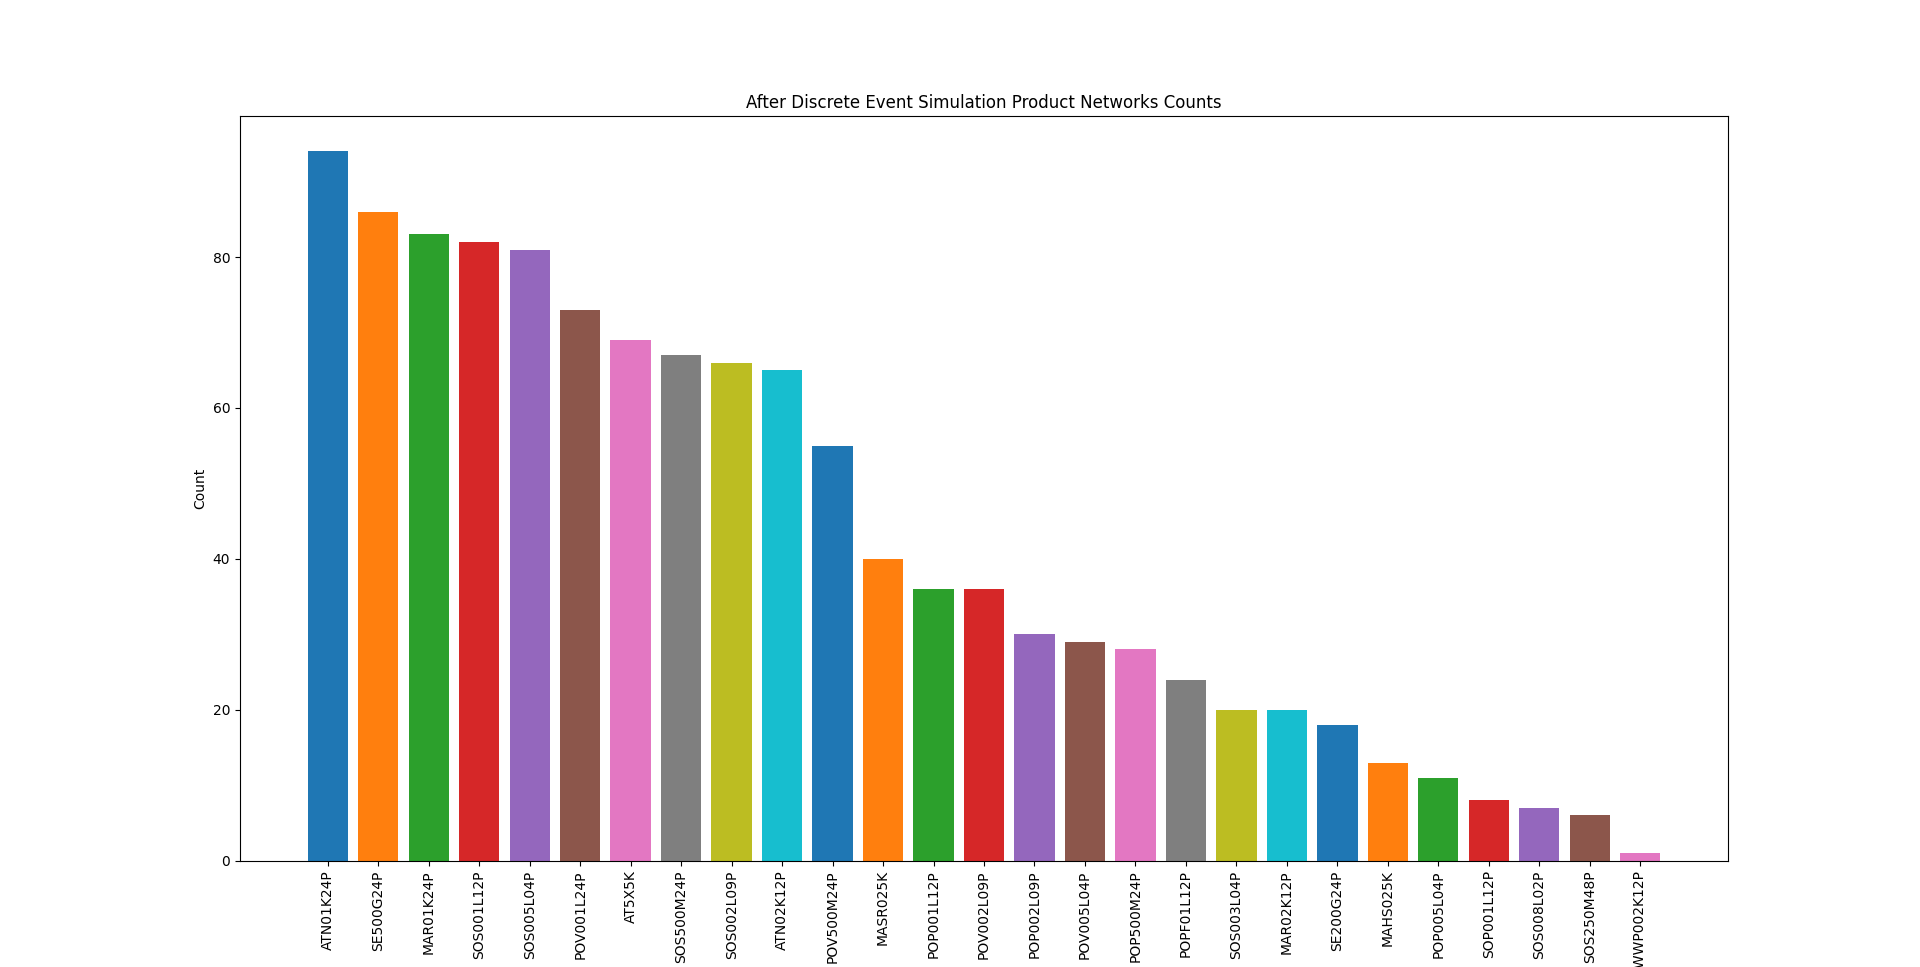 After Discrete Event Simulation Product Networks Counts
Count
80
60
40
20
0
ATN01K24P
SE500G24P
MAR01K24P
SOS001L12P
SOS005L04P
POV001L24P
AT5X5K
SOS500M24P
SOS002L09P
ATN02K12P
POV500M24P
MASR025K
POP001L12P
POV002L09P
POP002L09P
POV005L04P
POP500M24P
POPF01L12P
SOS003L04P
MAR02K12P
SE200G24P
MAHS025K
POP005L04P
SOP001L12P
SOS008L02P
SOS250M48P
WWP002K12P